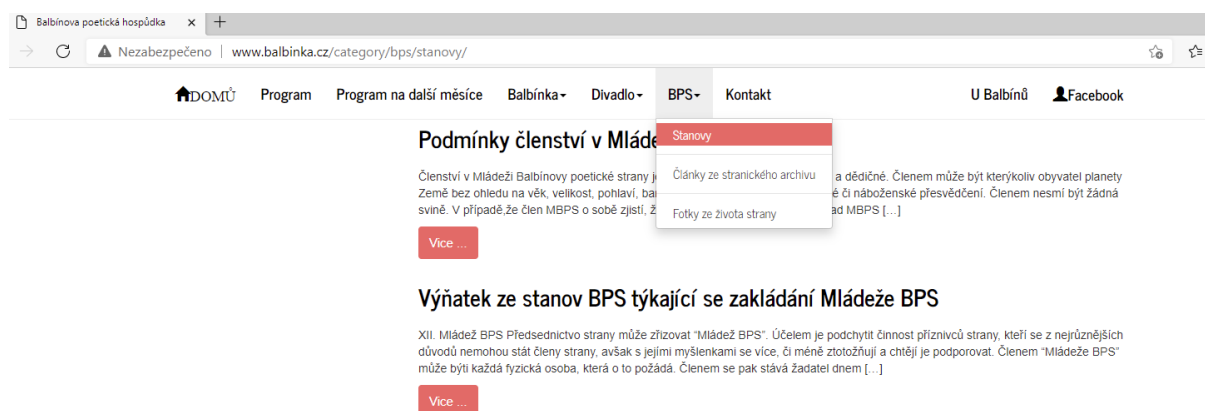 Balbínova poetická hospůdka
Nezabezpečeno | www.balbinka.cz/category/bps/stanovy/
DOMŮ Program Program na další měsíce Balbínka Divadlo BPS Kontakt U Balbínů Facebook
Stanovy
Články ze stranického archivu
Fotky ze života strany
Podmínky členství v Mláde
Členství v Mládeži Balbínovy poetické strany a dědičné. Členem může být kterýkoliv obyvatel planety
Země bez ohledu na věk, velikost, pohlaví, ba é či náboženské přesvědčení. Členem nesmí být žádná
svině. V případě,že člen MBPS o sobě zjistí, ad MBPS […]
Vice ...
Výňatek ze stanov BPS týkající se zakládání Mládeže BPS
XII. Mládež BPS Předsednictvo strany může zřizovat “Mládež BPS”. Účelem je podchytit činnost příznivců strany, kteří se z nejrůznějších
důvodů nemohou stát členy strany, avšak s jejími myšlenkami se více, či méně ztotožňují a chtějí je podporovat. Členem “Mládeže BPS”
může býti každá fyzická osoba, která o to požádá. Členem se pak stává žadatel dnem […]
Vice ...